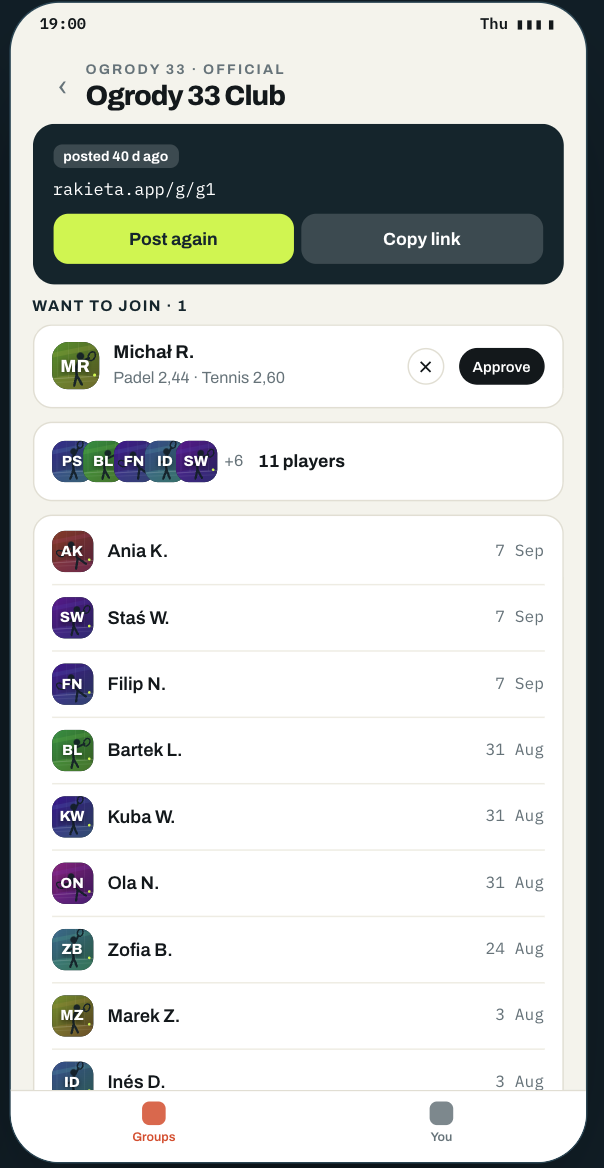 19:00 Thu
‹
OGRODY 33 · OFFICIAL
Ogrody 33 Club
posted 40 d ago
rakieta.app/g/g1
Post again Copy link
WANT TO JOIN · 1
MR Michał R. ✕ Approve
Padel 2,44 · Tennis 2,60
PS BL FN ID SW +6 11 players
AK Ania K. 7 Sep
SW Staś W. 7 Sep
FN Filip N. 7 Sep
BL Bartek L. 31 Aug
KW Kuba W. 31 Aug
ON Ola N. 31 Aug
ZB Zofia B. 24 Aug
MZ Marek Z. 3 Aug
ID Inés D. 3 Aug
Groups You